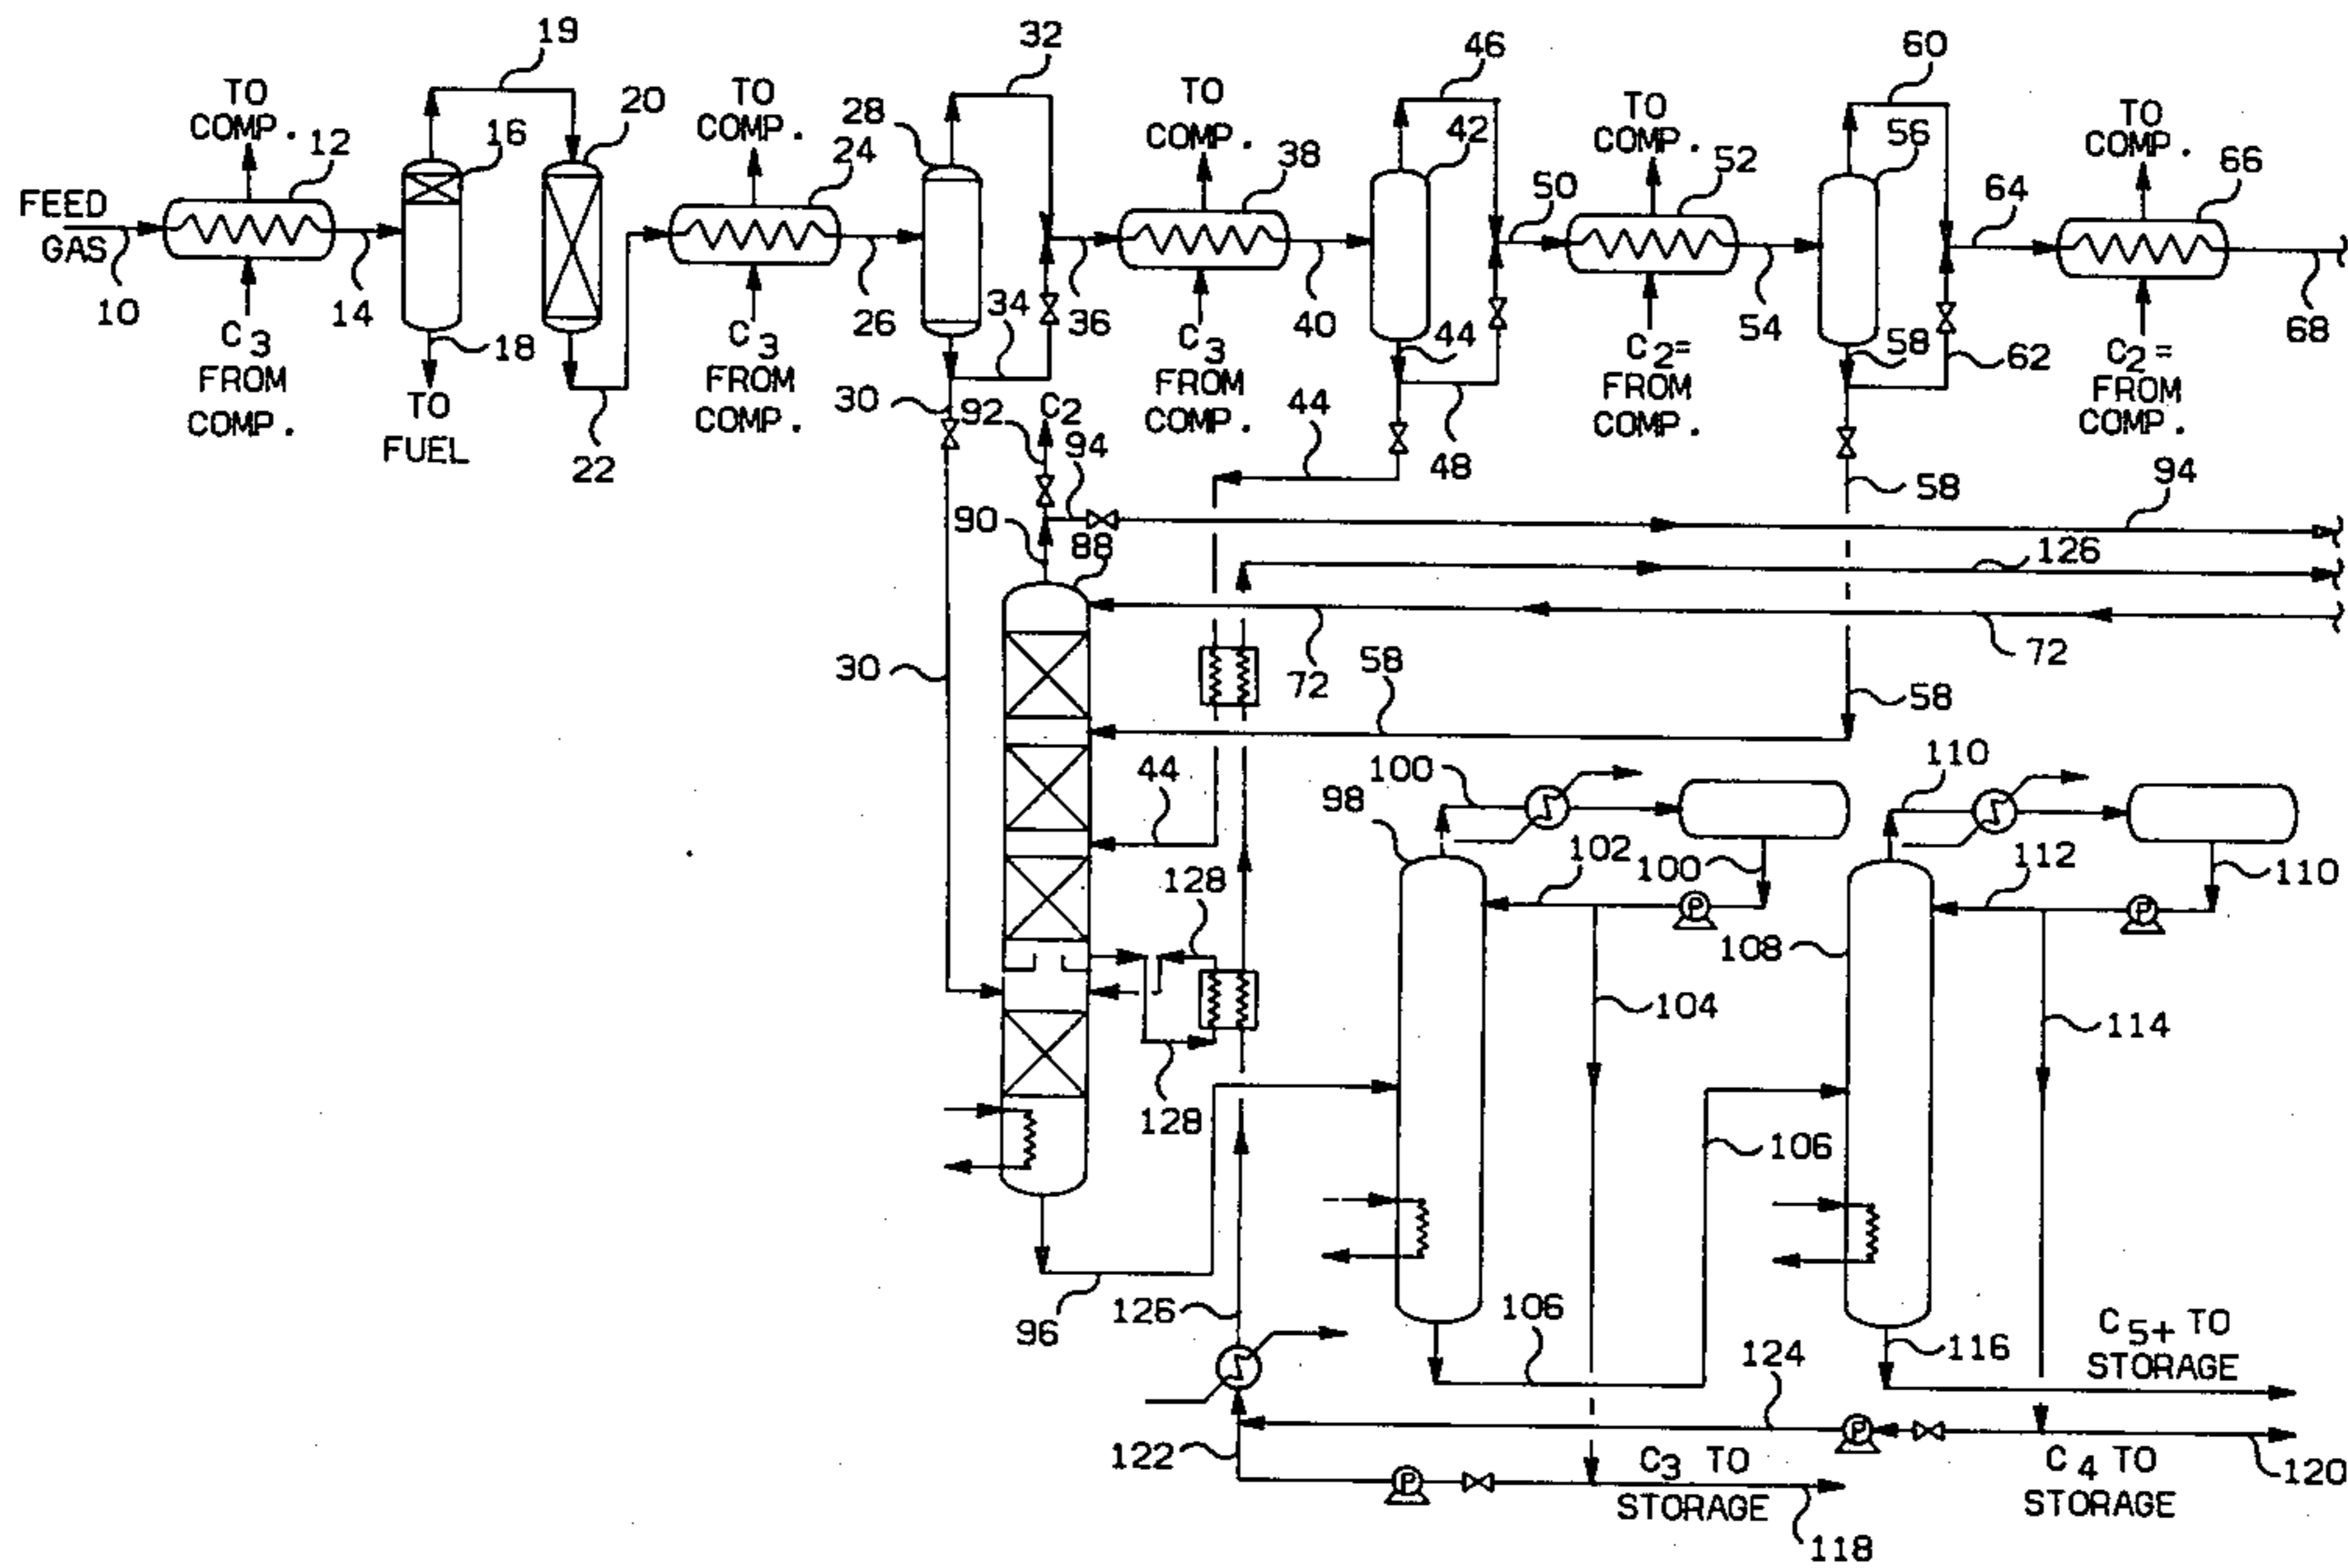 19
32
46
60
TO
COMP.
12
16
20
TO
COMP.
28
24
TO
COMP.
38
42
TO
COMP.
52
56
TO
COMP.
66
FEED
GAS
10
14
C3
FROM
COMP.
18
TO
FUEL
22
C3
FROM
COMP.
26
34
36
C3
FROM
COMP.
40
44
50
C2=
FROM
COMP.
54
58
62
64
C2=
FROM
COMP.
68
30
92
C2
94
44
48
58
94
90
88
126
72
72
30
58
58
44
100
98
110
102
100
112
110
128
108
104
114
128
106
96
126
106
116
C5+ TO
STORAGE
124
122
C3 TO
STORAGE
118
C4 TO
STORAGE
120
P
P
P
P